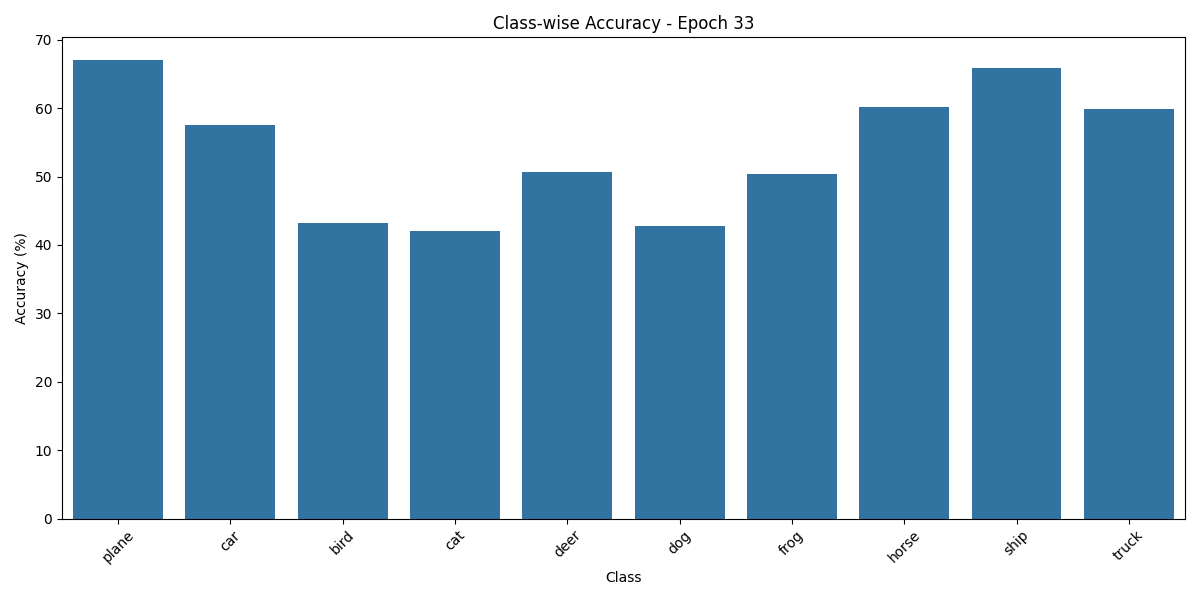 Class-wise Accuracy - Epoch 33
Accuracy (%)
70
60
50
40
30
20
10
0
plane
car
bird
cat
deer
dog
frog
horse
ship
truck
Class